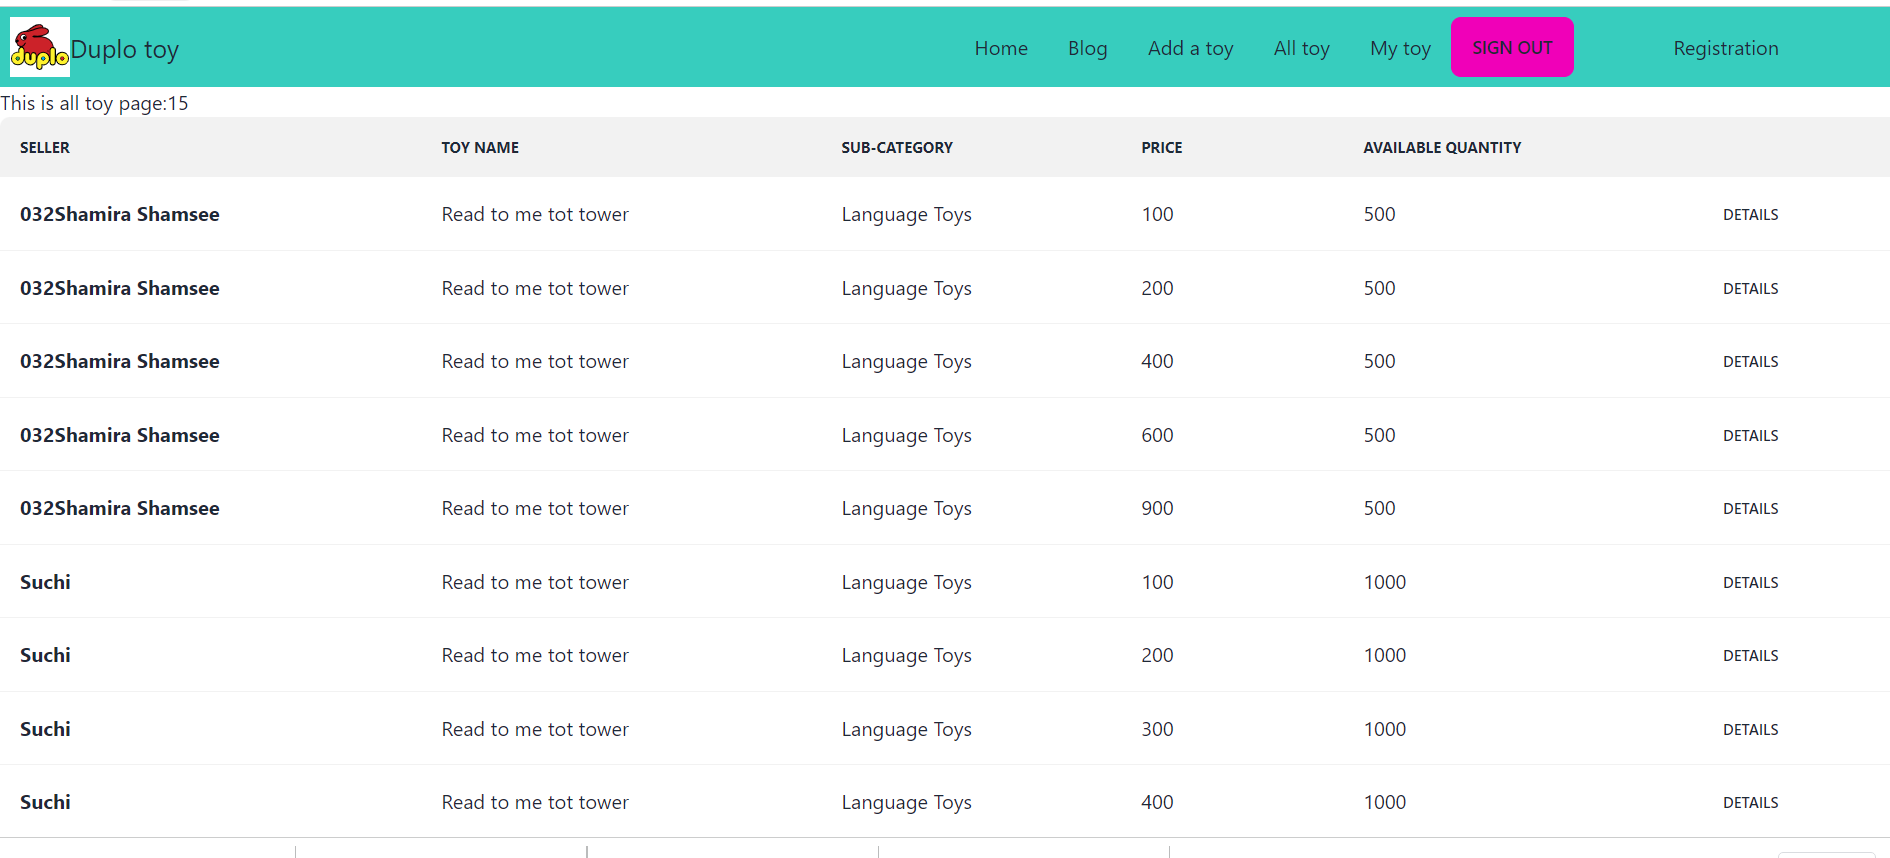 duplo Duplo toy Home Blog Add a toy All toy My toy SIGN OUT Registration
This is all toy page:15
SELLER TOY NAME SUB-CATEGORY PRICE AVAILABLE QUANTITY
032Shamira Shamsee Read to me tot tower Language Toys 100 500 DETAILS
032Shamira Shamsee Read to me tot tower Language Toys 200 500 DETAILS
032Shamira Shamsee Read to me tot tower Language Toys 400 500 DETAILS
032Shamira Shamsee Read to me tot tower Language Toys 600 500 DETAILS
032Shamira Shamsee Read to me tot tower Language Toys 900 500 DETAILS
Suchi Read to me tot tower Language Toys 100 1000 DETAILS
Suchi Read to me tot tower Language Toys 200 1000 DETAILS
Suchi Read to me tot tower Language Toys 300 1000 DETAILS
Suchi Read to me tot tower Language Toys 400 1000 DETAILS